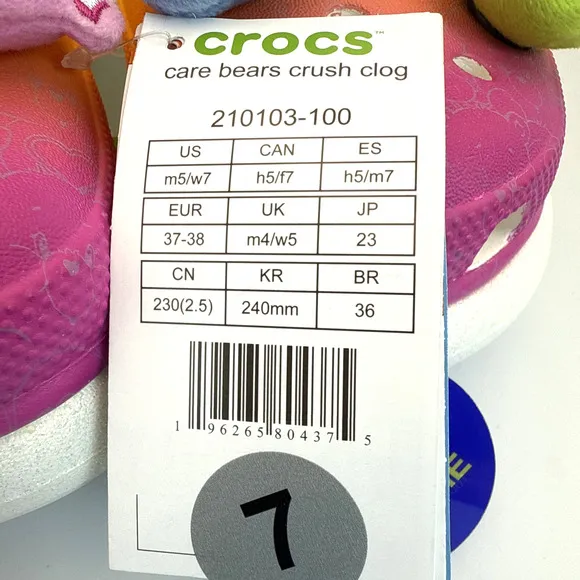 crocs™
care bears crush clog
210103-100
US CAN ES
m5/w7 h5/f7 h5/m7
EUR UK JP
37-38 m4/w5 23
CN KR BR
230(2.5) 240mm 36
1 96265 80437 5
7